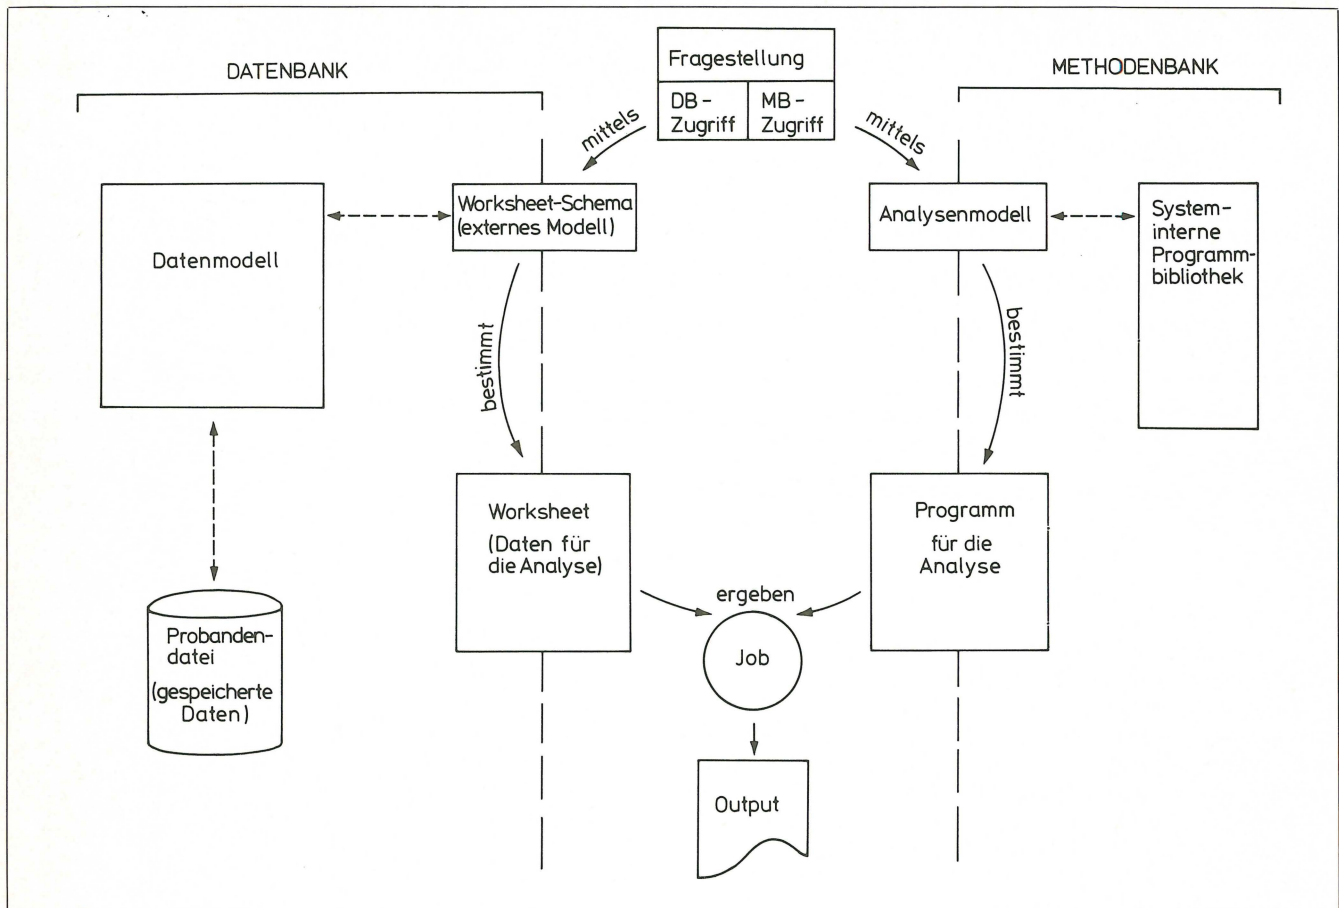 DATENBANK
Fragestellung
DB-
Zugriff
MB-
Zugriff
METHODENBANK
mittels
mittels
Datenmodell
Worksheet-Schema
(externes Modell)
Analysenmodell
System-
interne
Programm-
bibliothek
bestimmt
bestimmt
Worksheet
(Daten für
die Analyse)
Programm
für die
Analyse
Probanden-
datei
(gespeicherte
Daten)
ergeben
Job
Output